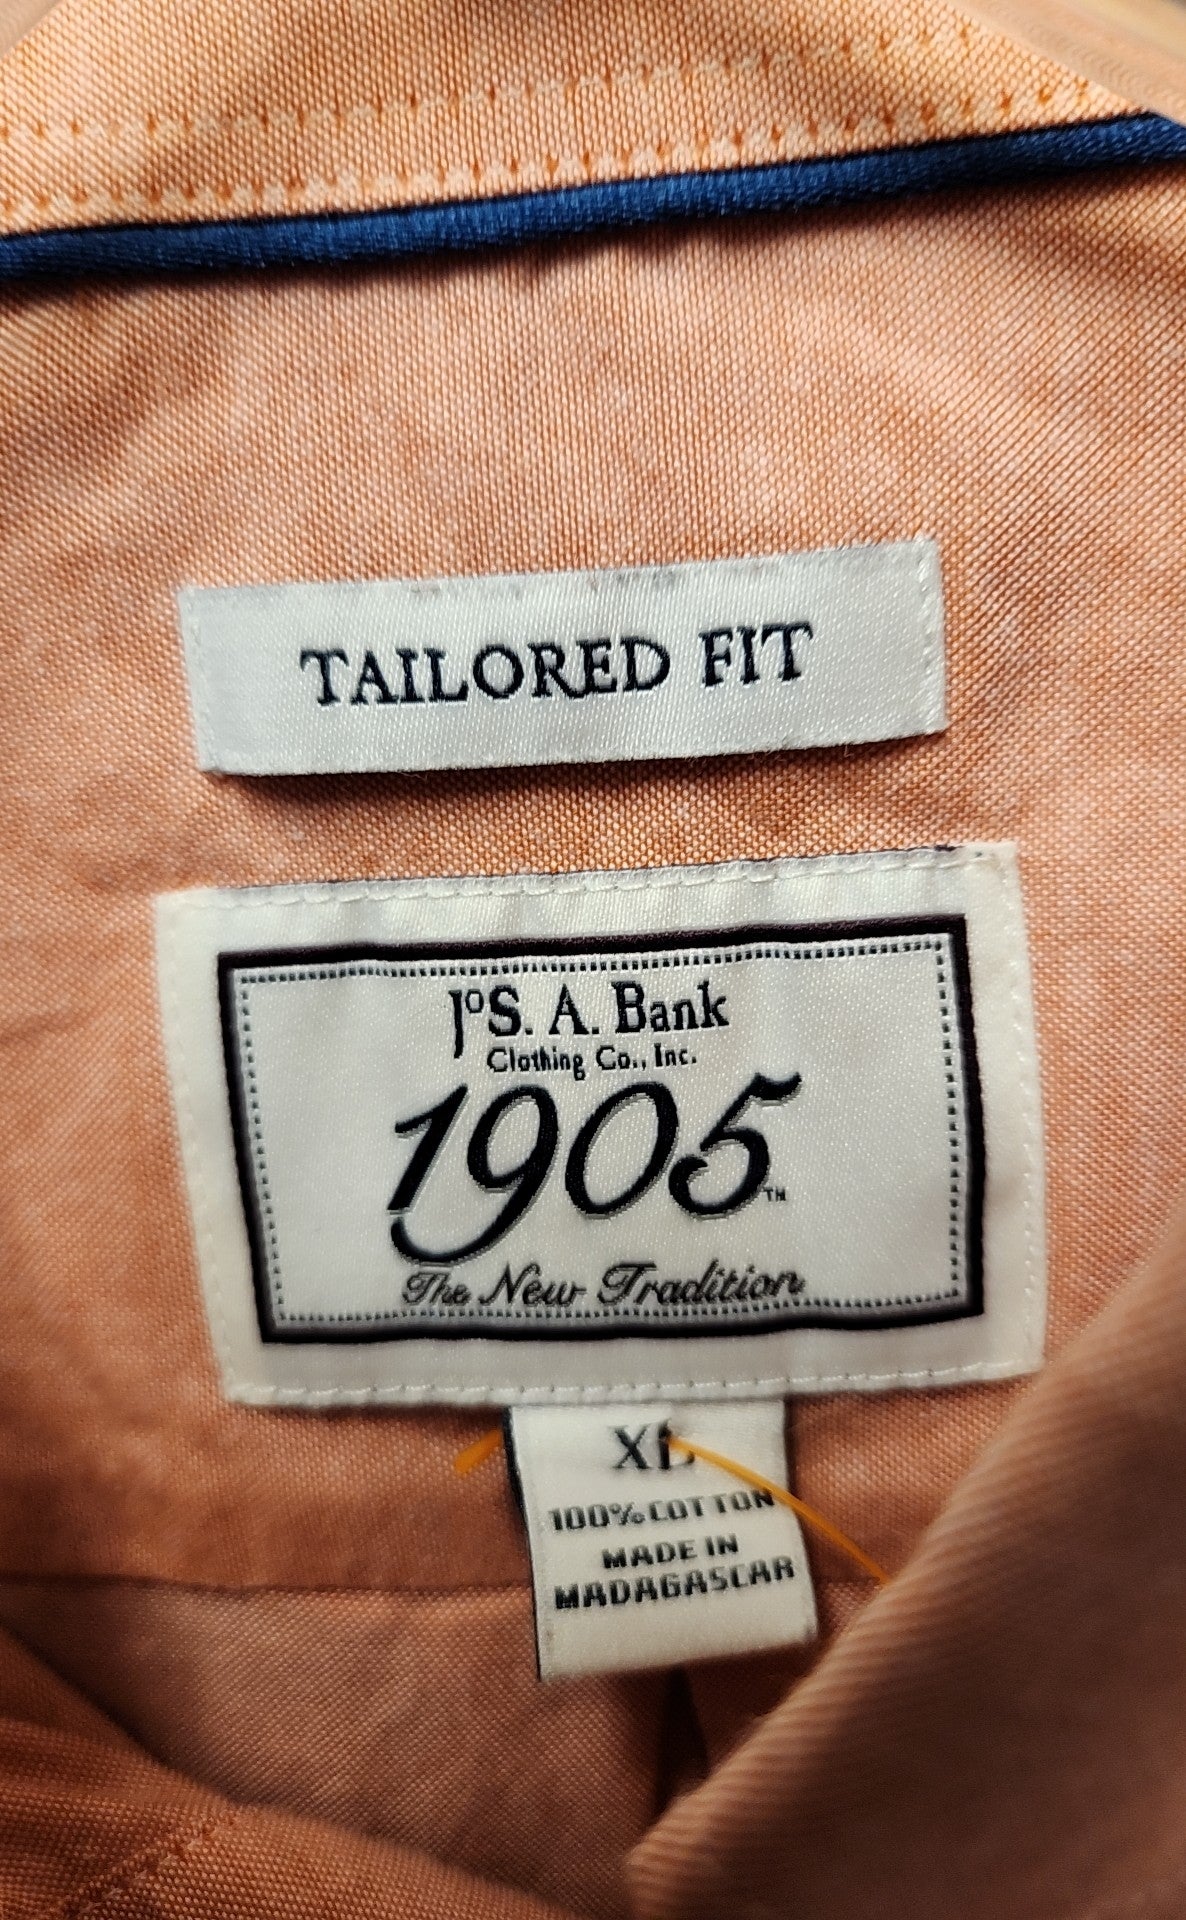 TAILORED FIT
JoS. A. Bank
Clothing Co., Inc.
1905™
The New Tradition
XL
100% COTTON
MADE IN
MADAGASCAR